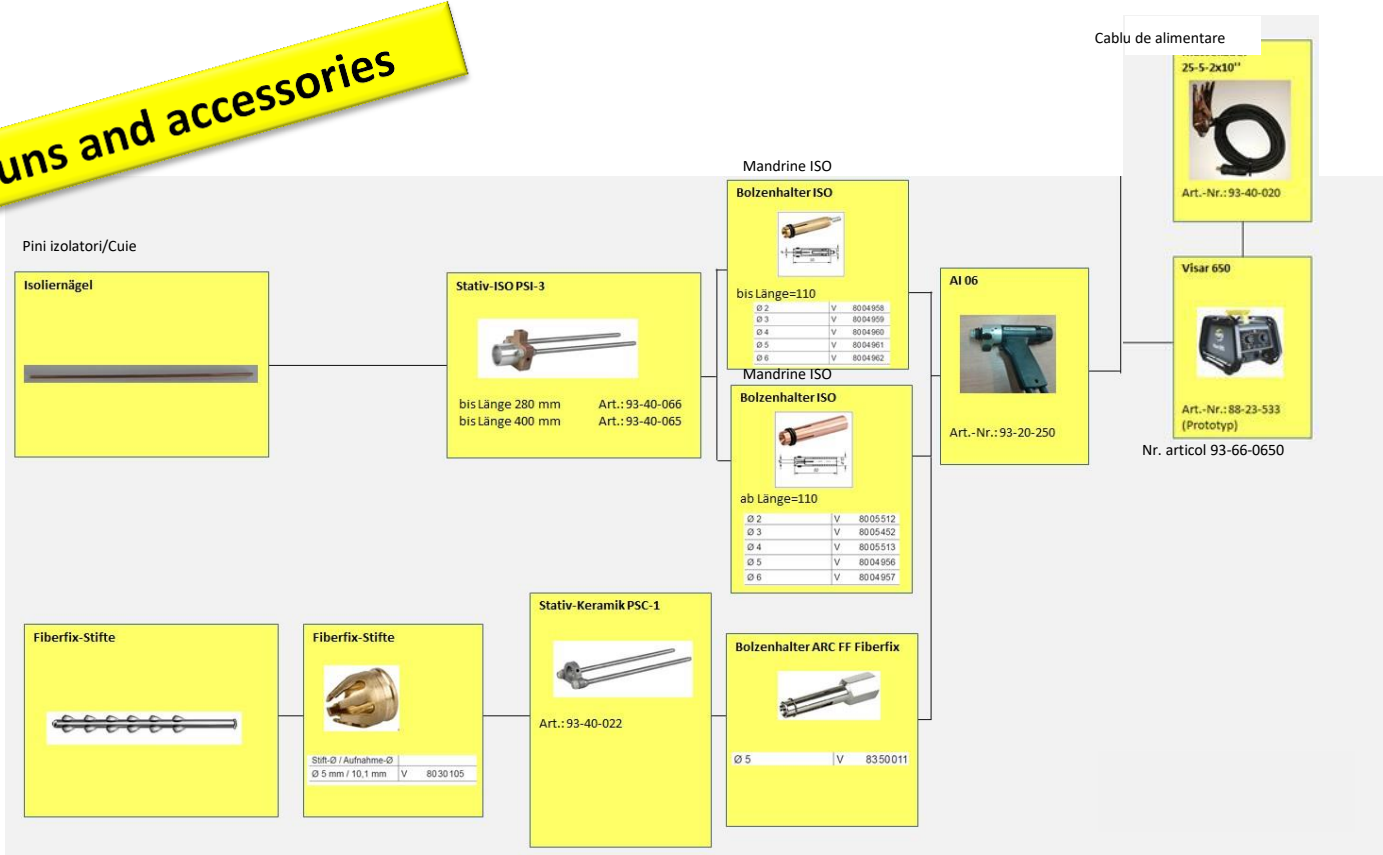 uns and accessories
Cablu de alimentare
25-5-2x10''
Art.-Nr.: 93-40-020
Pini izolatori/Cuie
Isoliernägel
Stativ-ISO PSI-3
bis Länge 280 mm Art.: 93-40-066
bis Länge 400 mm Art.: 93-40-065
Mandrine ISO
Bolzenhalter ISO
bis Länge=110
Ø 2 V 8004958
Ø 3 V 8004959
Ø 4 V 8004960
Ø 5 V 8004961
Ø 6 V 8004962
Mandrine ISO
Bolzenhalter ISO
ab Länge=110
Ø 2 V 8005512
Ø 3 V 8005452
Ø 4 V 8005513
Ø 5 V 8004956
Ø 6 V 8004957
AI 06
Art.-Nr.: 93-20-250
Visar 650
Art.-Nr.: 88-23-533
(Prototyp)
Nr. articol 93-66-0650
Fiberfix-Stifte
Fiberfix-Stifte
Stift-Ø / Aufnahme-Ø
Ø 5 mm / 10,1 mm V 8030105
Stativ-Keramik PSC-1
Art.: 93-40-022
Bolzenhalter ARC FF Fiberfix
Ø 5 V 8350011